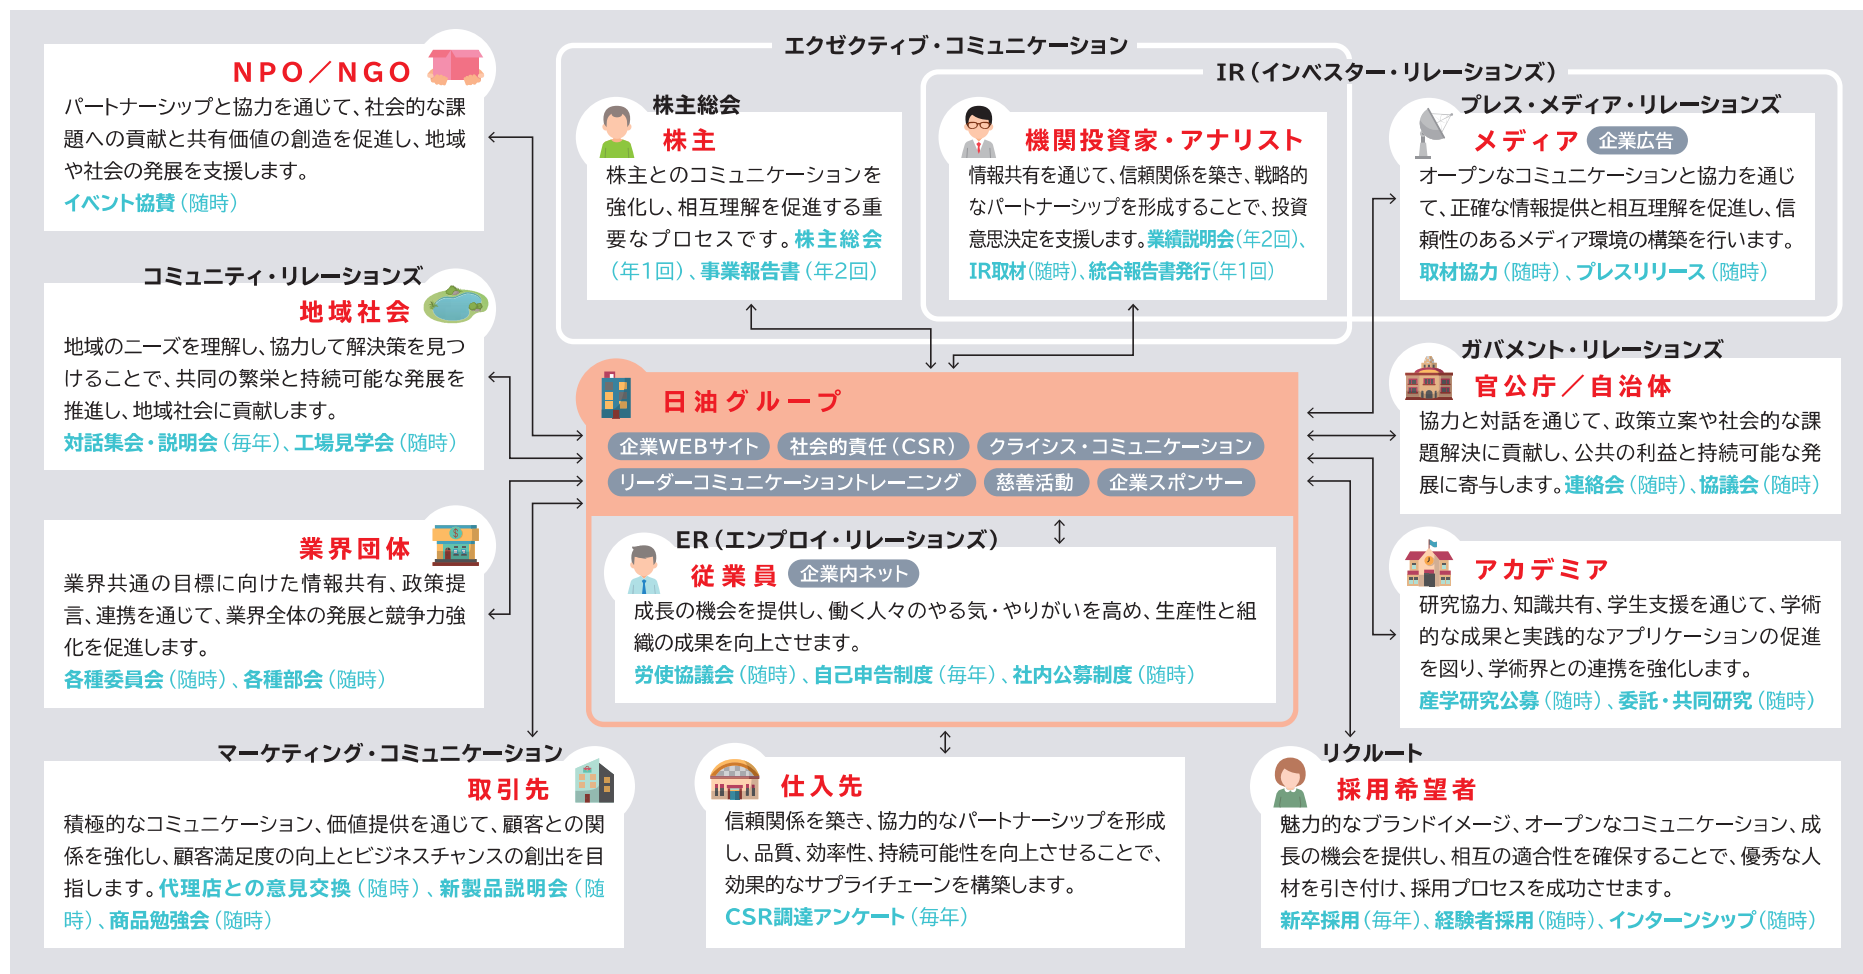 エクゼクティブ・コミュニケーション
IR（インベスター・リレーションズ）
NPO／NGO
パートナーシップと協力を通じて、社会的な課
題への貢献と共有価値の創造を促進し、地域
や社会の発展を支援します。
イベント協賛（随時）
株主総会
株主
株主とのコミュニケーションを
強化し、相互理解を促進する重
要なプロセスです。株主総会
（年1回）、事業報告書（年2回）
機関投資家・アナリスト
情報共有を通じて、信頼関係を築き、戦略的
なパートナーシップを形成することで、投資
意思決定を支援します。業績説明会（年2回）、
IR取材（随時）、統合報告書発行（年1回）
プレス・メディア・リレーションズ
メディア 企業広告
オープンなコミュニケーションと協力を通じ
て、正確な情報提供と相互理解を促進し、信
頼性のあるメディア環境の構築を行います。
取材協力（随時）、プレスリリース（随時）
コミュニティ・リレーションズ
地域社会
地域のニーズを理解し、協力して解決策を見つ
けることで、共同の繁栄と持続可能な発展を
推進し、地域社会に貢献します。
対話集会・説明会（毎年）、工場見学会（随時）
日油グループ
企業WEBサイト 社会的責任（CSR） クライシス・コミュニケーション
リーダーコミュニケーショントレーニング 慈善活動 企業スポンサー
ガバメント・リレーションズ
官公庁／自治体
協力と対話を通じて、政策立案や社会的な課
題解決に貢献し、公共の利益と持続可能な発
展に寄与します。連絡会（随時）、協議会（随時）
業界団体
業界共通の目標に向けた情報共有、政策提
言、連携を通じて、業界全体の発展と競争力強
化を促進します。
各種委員会（随時）、各種部会（随時）
ER（エンプロイ・リレーションズ）
従業員 企業内ネット
成長の機会を提供し、働く人々のやる気・やりがいを高め、生産性と組
織の成果を向上させます。
労使協議会（随時）、自己申告制度（毎年）、社内公募制度（随時）
アカデミア
研究協力、知識共有、学生支援を通じて、学術
的な成果と実践的なアプリケーションの促進
を図り、学術界との連携を強化します。
産学研究公募（随時）、委託・共同研究（随時）
マーケティング・コミュニケーション
取引先
積極的なコミュニケーション、価値提供を通じて、顧客との関
係を強化し、顧客満足度の向上とビジネスチャンスの創出を目
指します。代理店との意見交換（随時）、新製品説明会（随
時）、商品勉強会（随時）
仕入先
信頼関係を築き、協力的なパートナーシップを形成
し、品質、効率性、持続可能性を向上させることで、
効果的なサプライチェーンを構築します。
CSR調達アンケート（毎年）
リクルート
採用希望者
魅力的なブランドイメージ、オープンなコミュニケーション、成
長の機会を提供し、相互の適合性を確保することで、優秀な人
材を引き付け、採用プロセスを成功させます。
新卒採用（毎年）、経験者採用（随時）、インターンシップ（随時）